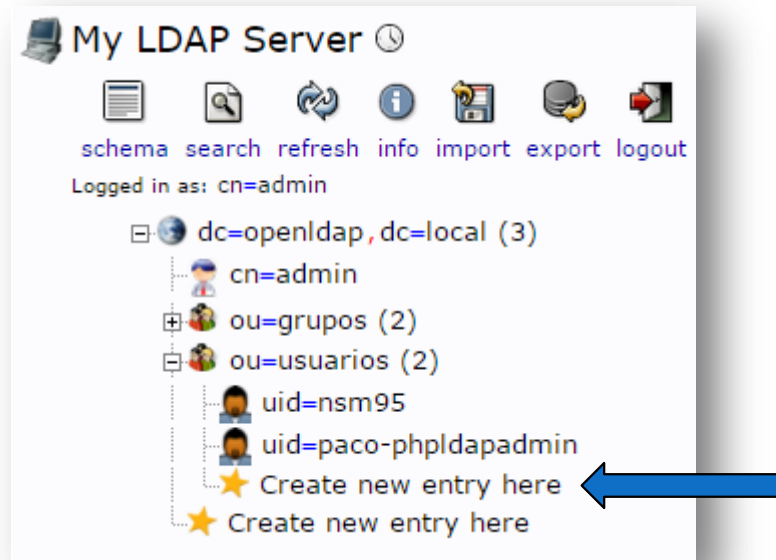 My LDAP Server
schema search refresh info import export logout
Logged in as: cn=admin
dc=openldap,dc=local (3)
cn=admin
ou=grupos (2)
ou=usuarios (2)
uid=nsm95
uid=paco-phpldapadmin
Create new entry here
Create new entry here